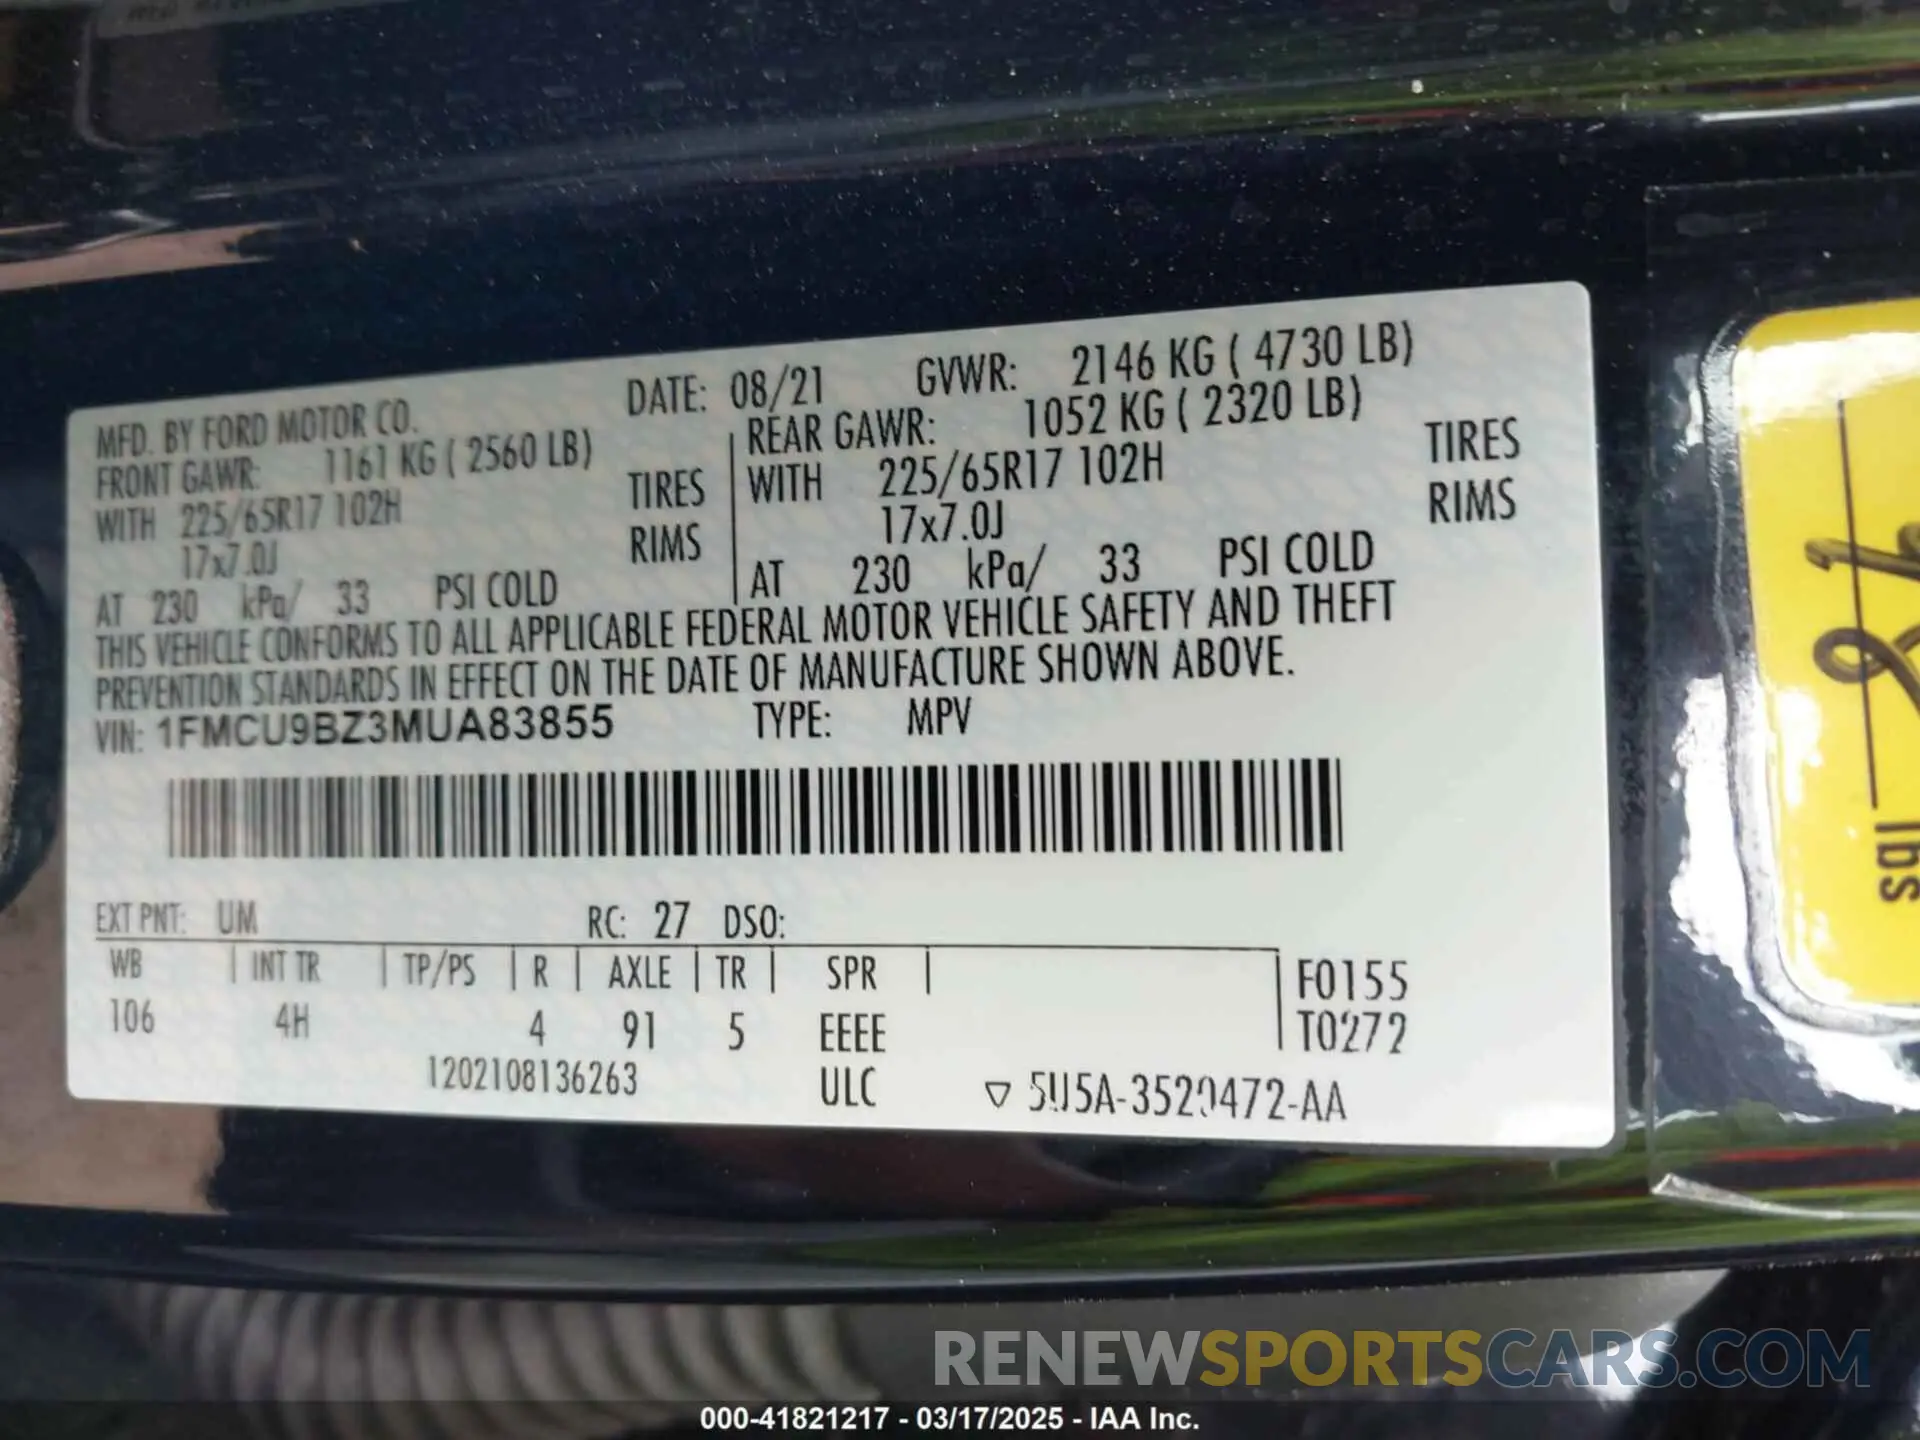 MFD. BY FORD MOTOR CO. DATE: 08/21 GVWR: 2146 KG ( 4730 LB)
FRONT GAWR: 1161 KG ( 2560 LB) REAR GAWR: 1052 KG ( 2320 LB)
WITH 225/65R17 102H TIRES WITH 225/65R17 102H TIRES
17x7.0J RIMS 17x7.0J RIMS
AT 230 kPa/ 33 PSI COLD AT 230 kPa/ 33 PSI COLD
THIS VEHICLE CONFORMS TO ALL APPLICABLE FEDERAL MOTOR VEHICLE SAFETY AND THEFT
PREVENTION STANDARDS IN EFFECT ON THE DATE OF MANUFACTURE SHOWN ABOVE.
VIN: 1FMCU9BZ3MUA83855 TYPE: MPV
EXT PNT: UM RC: 27 DSO:
WB | INT TR | TP/PS | R | AXLE | TR | SPR | F0155
106 4H 4 91 5 EEEE T0272
1202108136263 ULC ▽ 5U5A-3520472-AA
lbs
RENEWSPORTSCARS.COM
000-41821217 - 03/17/2025 - IAA Inc.